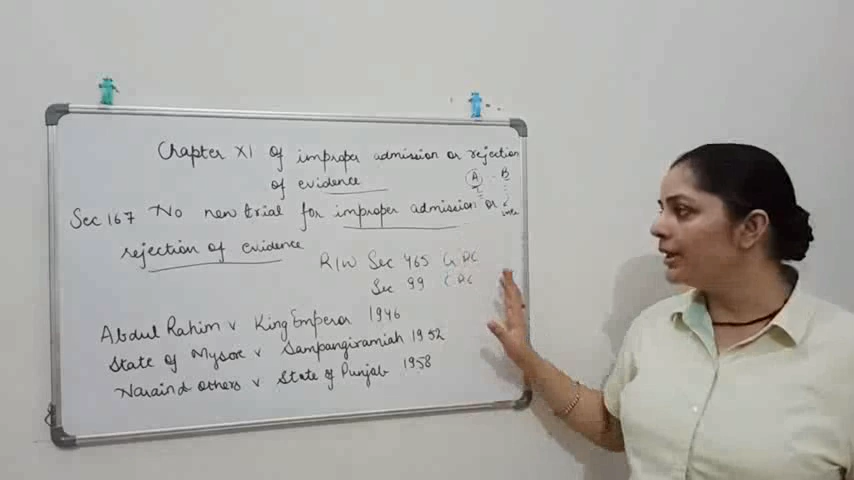 Chapter XI of improper admission or rejection
of evidence
A B
Sec 167 No new trial for improper admission or
rejection of evidence
R/W Sec 465 CrPC
Sec 99 CPC
Abdul Rahim v King Emperor 1946
State of Mysore v Sampangiramiah 1952
Narain & others v State of Punjab 1958